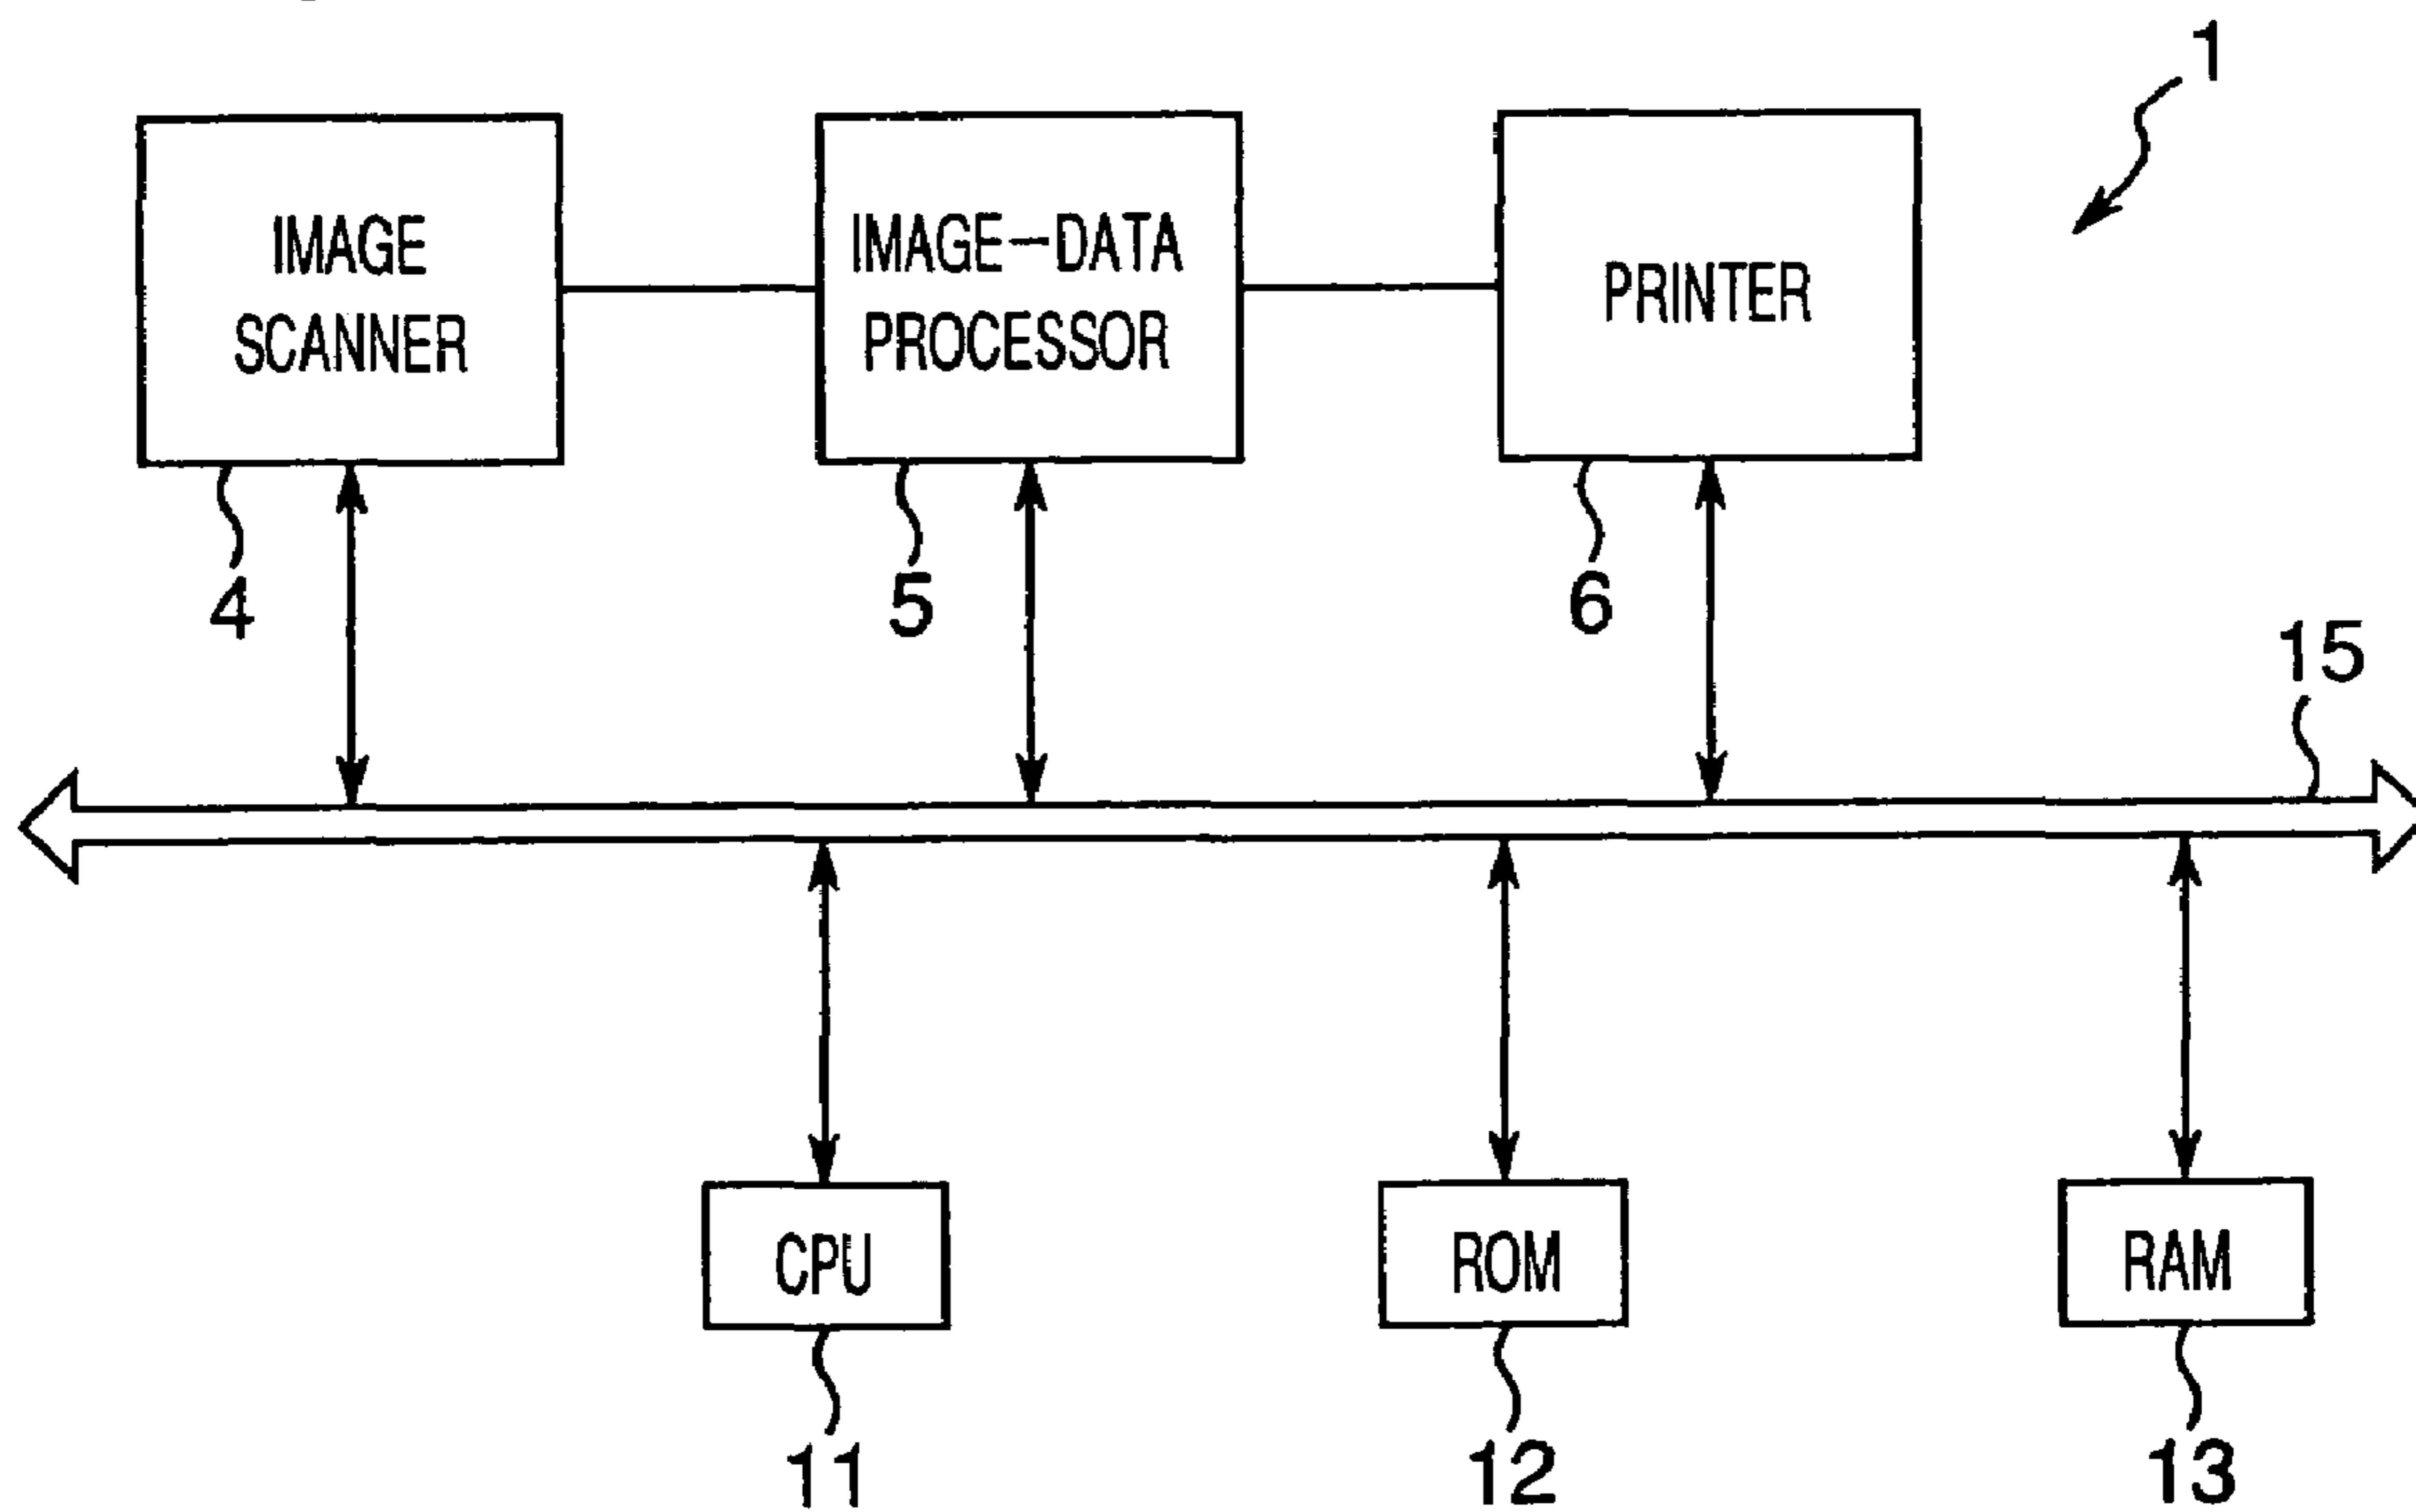 1
IMAGE
SCANNER
IMAGE-DATA
PROCESSOR
PRINTER
4
5
6
15
CPU
ROM
RAM
11
12
13